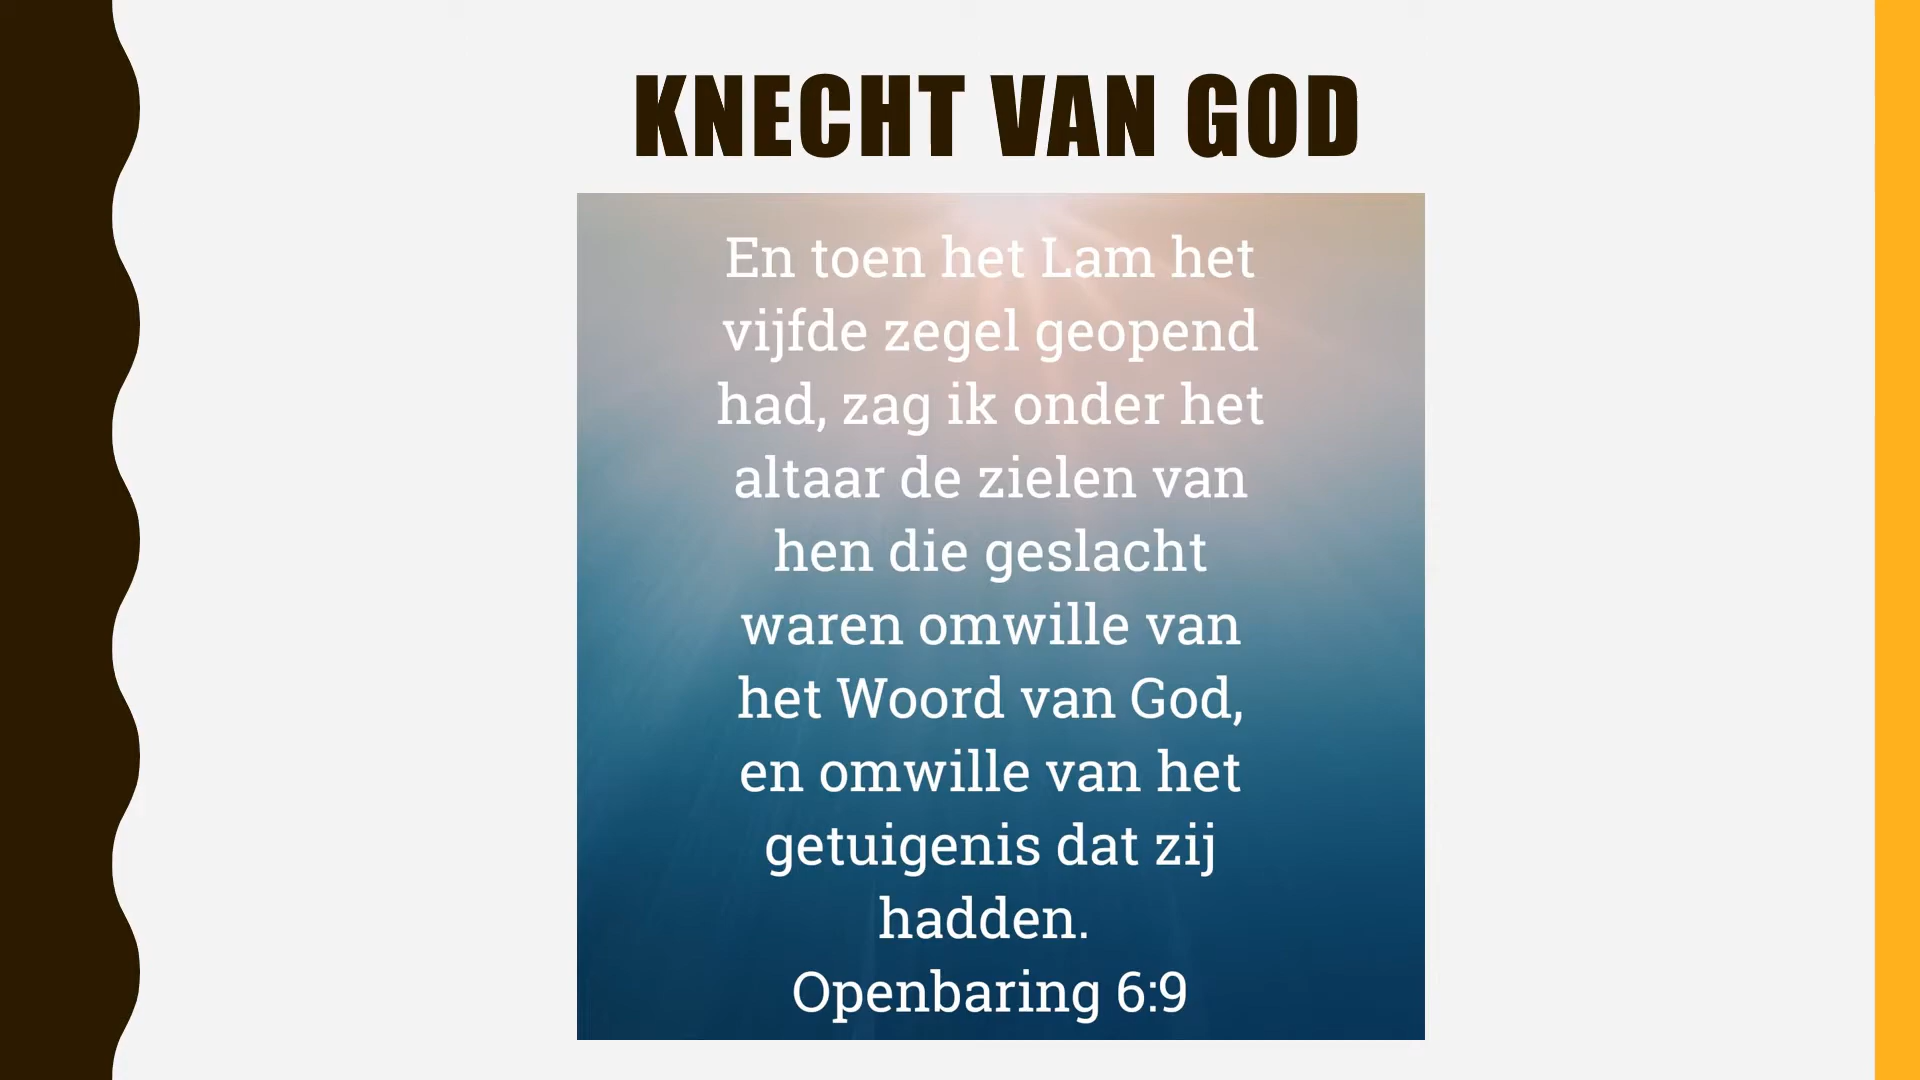 KNECHT VAN GOD
En toen het Lam het
vijfde zegel geopend
had, zag ik onder het
altaar de zielen van
hen die geslacht
waren omwille van
het Woord van God,
en omwille van het
getuigenis dat zij
hadden.
Openbaring 6:9